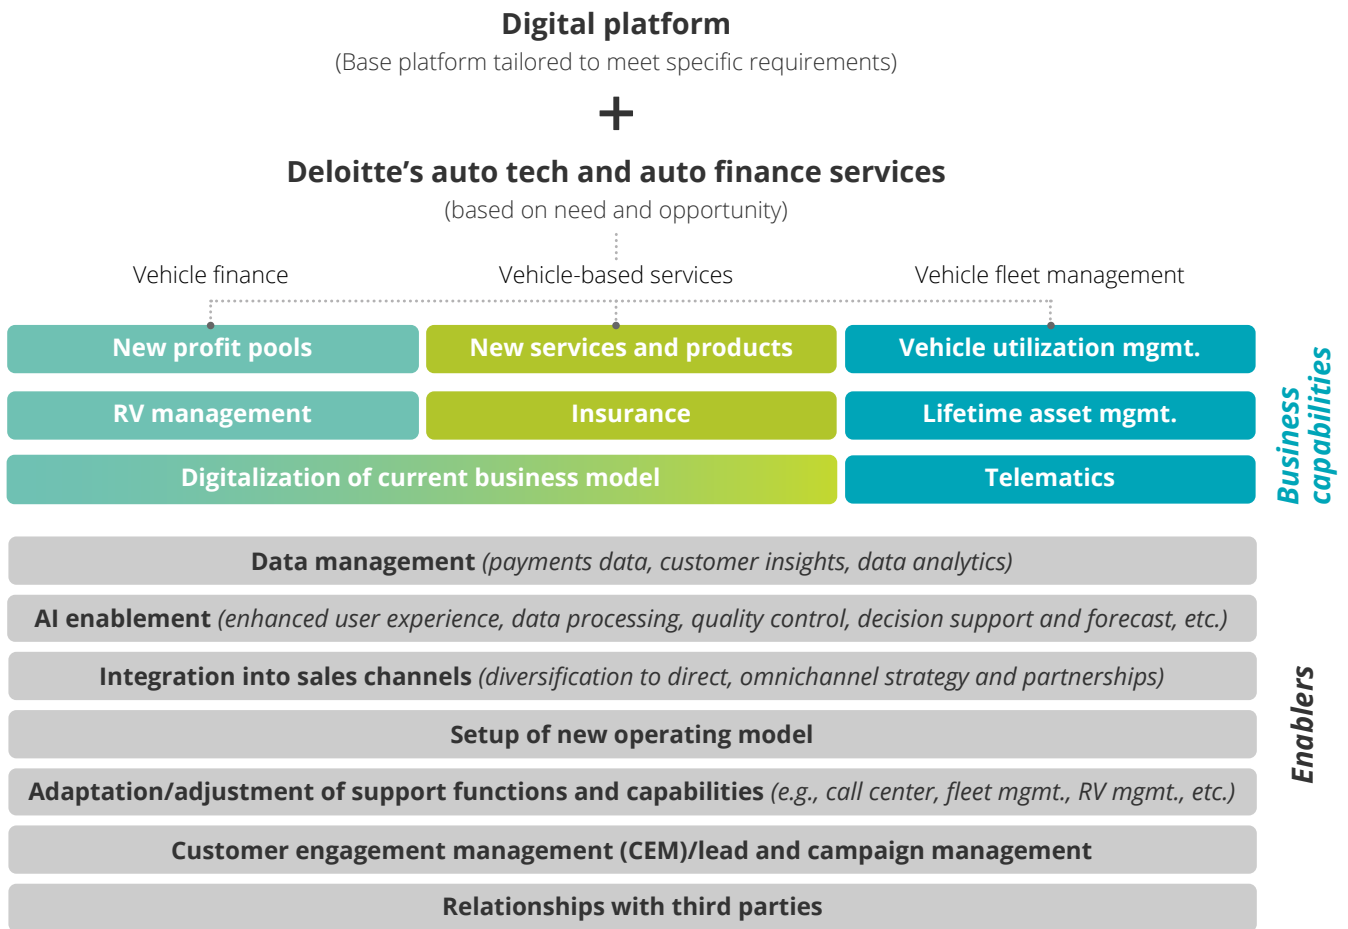 Digital platform
(Base platform tailored to meet specific requirements)
+
Deloitte’s auto tech and auto finance services
(based on need and opportunity)
Vehicle finance
Vehicle-based services
Vehicle fleet management
New profit pools
New services and products
Vehicle utilization mgmt.
RV management
Insurance
Lifetime asset mgmt.
Digitalization of current business model
Telematics
Business
capabilities
Data management (payments data, customer insights, data analytics)
AI enablement (enhanced user experience, data processing, quality control, decision support and forecast, etc.)
Integration into sales channels (diversification to direct, omnichannel strategy and partnerships)
Setup of new operating model
Adaptation/adjustment of support functions and capabilities (e.g., call center, fleet mgmt., RV mgmt., etc.)
Customer engagement management (CEM)/lead and campaign management
Relationships with third parties
Enablers